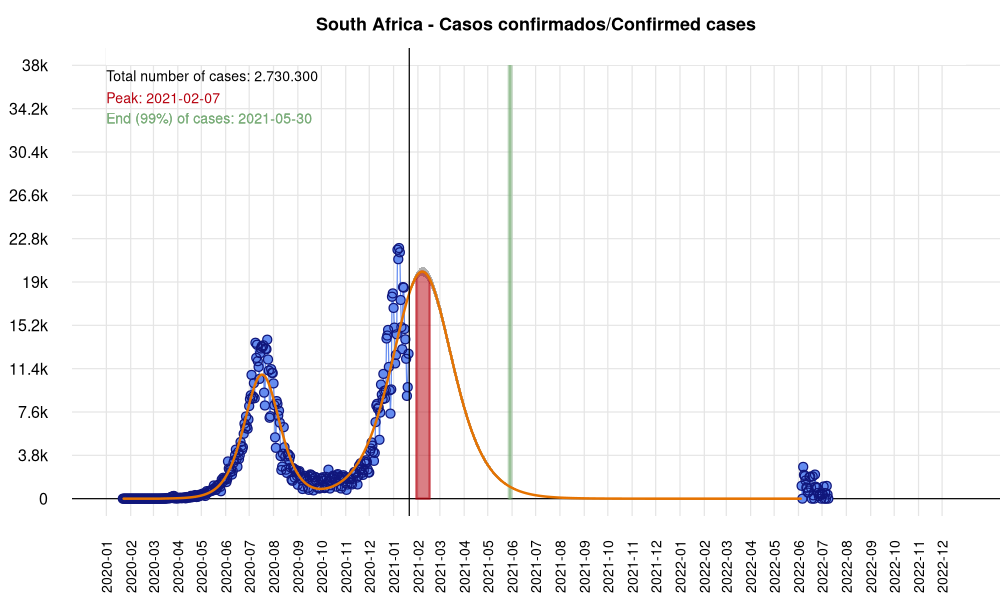 South Africa - Casos confirmados/Confirmed cases
38k
34.2k
30.4k
26.6k
22.8k
19k
15.2k
11.4k
7.6k
3.8k
0
Total number of cases: 2.730.300
Peak: 2021-02-07
End (99%) of cases: 2021-05-30
2020-01
2020-02
2020-03
2020-04
2020-05
2020-06
2020-07
2020-08
2020-09
2020-10
2020-11
2020-12
2021-01
2021-02
2021-03
2021-04
2021-05
2021-06
2021-07
2021-08
2021-09
2021-10
2021-11
2021-12
2022-01
2022-02
2022-03
2022-04
2022-05
2022-06
2022-07
2022-08
2022-09
2022-10
2022-11
2022-12